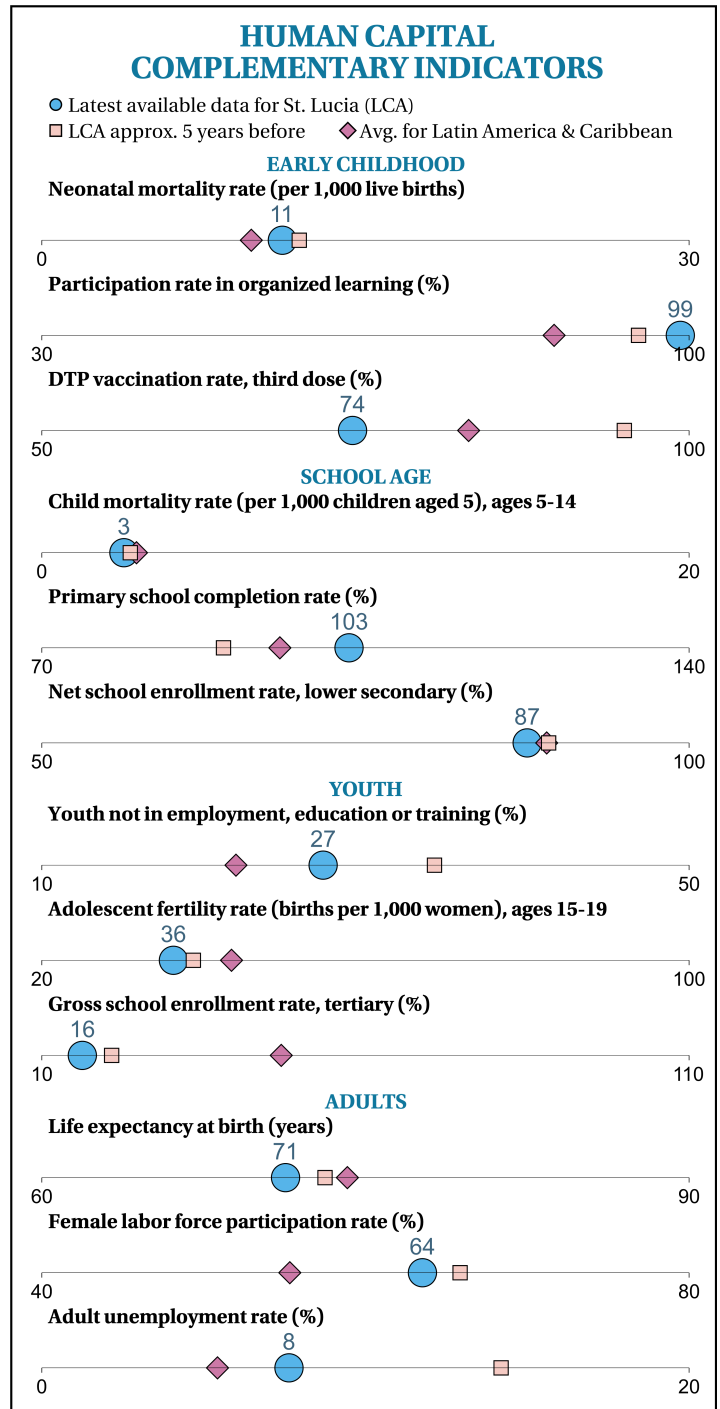 HUMAN CAPITAL
COMPLEMENTARY INDICATORS
Latest available data for St. Lucia (LCA)
LCA approx. 5 years before Avg. for Latin America & Caribbean
EARLY CHILDHOOD
Neonatal mortality rate (per 1,000 live births)
11
0 30
Participation rate in organized learning (%)
99
30 100
DTP vaccination rate, third dose (%)
74
50 100
SCHOOL AGE
Child mortality rate (per 1,000 children aged 5), ages 5-14
3
0 20
Primary school completion rate (%)
103
70 140
Net school enrollment rate, lower secondary (%)
87
50 100
YOUTH
Youth not in employment, education or training (%)
27
10 50
Adolescent fertility rate (births per 1,000 women), ages 15-19
36
20 100
Gross school enrollment rate, tertiary (%)
16
10 110
ADULTS
Life expectancy at birth (years)
71
60 90
Female labor force participation rate (%)
64
40 80
Adult unemployment rate (%)
8
0 20